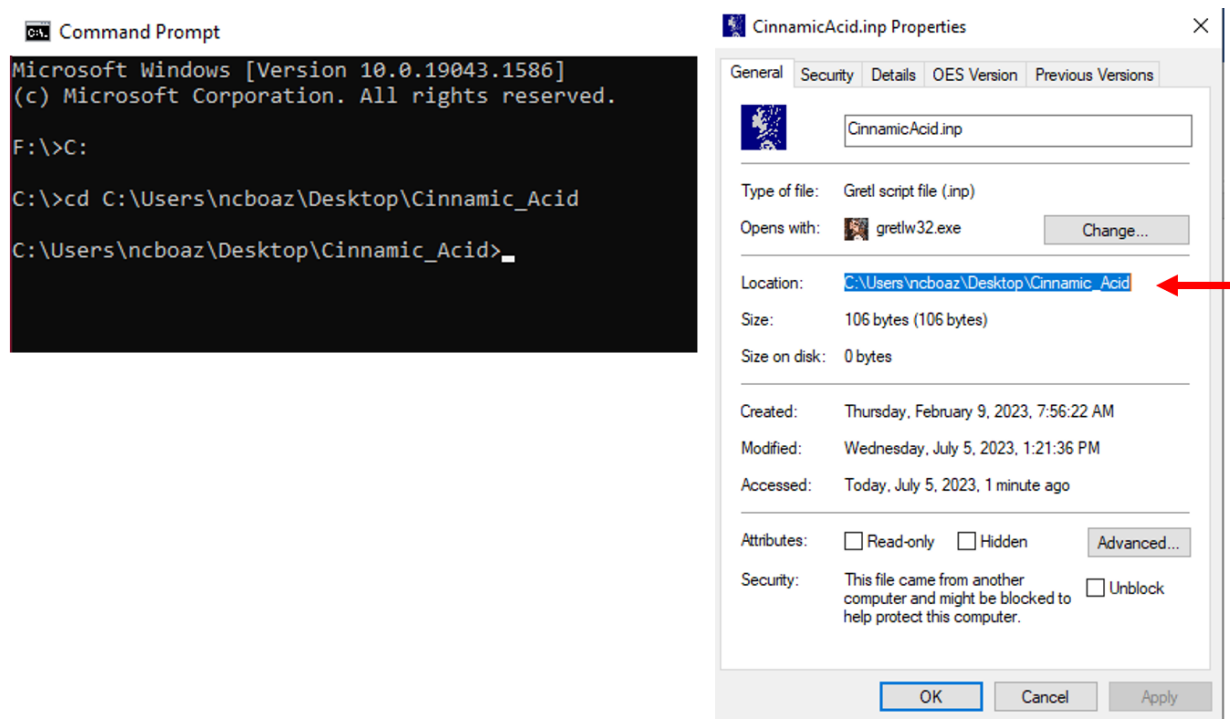 Command Prompt
Microsoft Windows [Version 10.0.19043.1586]
(c) Microsoft Corporation. All rights reserved.
F:\>C:
C:\>cd C:\Users\ncboaz\Desktop\Cinnamic_Acid
C:\Users\ncboaz\Desktop\Cinnamic_Acid>
CinnamicAcid.inp Properties
General Security Details OES Version Previous Versions
CinnamicAcid.inp
Type of file: Gretl script file (.inp)
Opens with: gretlw32.exe Change...
Location: C:\Users\ncboaz\Desktop\Cinnamic_Acid
Size: 106 bytes (106 bytes)
Size on disk: 0 bytes
Created: Thursday, February 9, 2023, 7:56:22 AM
Modified: Wednesday, July 5, 2023, 1:21:36 PM
Accessed: Today, July 5, 2023, 1 minute ago
Attributes: Read-only Hidden Advanced...
Security: This file came from another
computer and might be blocked to
help protect this computer.
Unblock
OK Cancel Apply